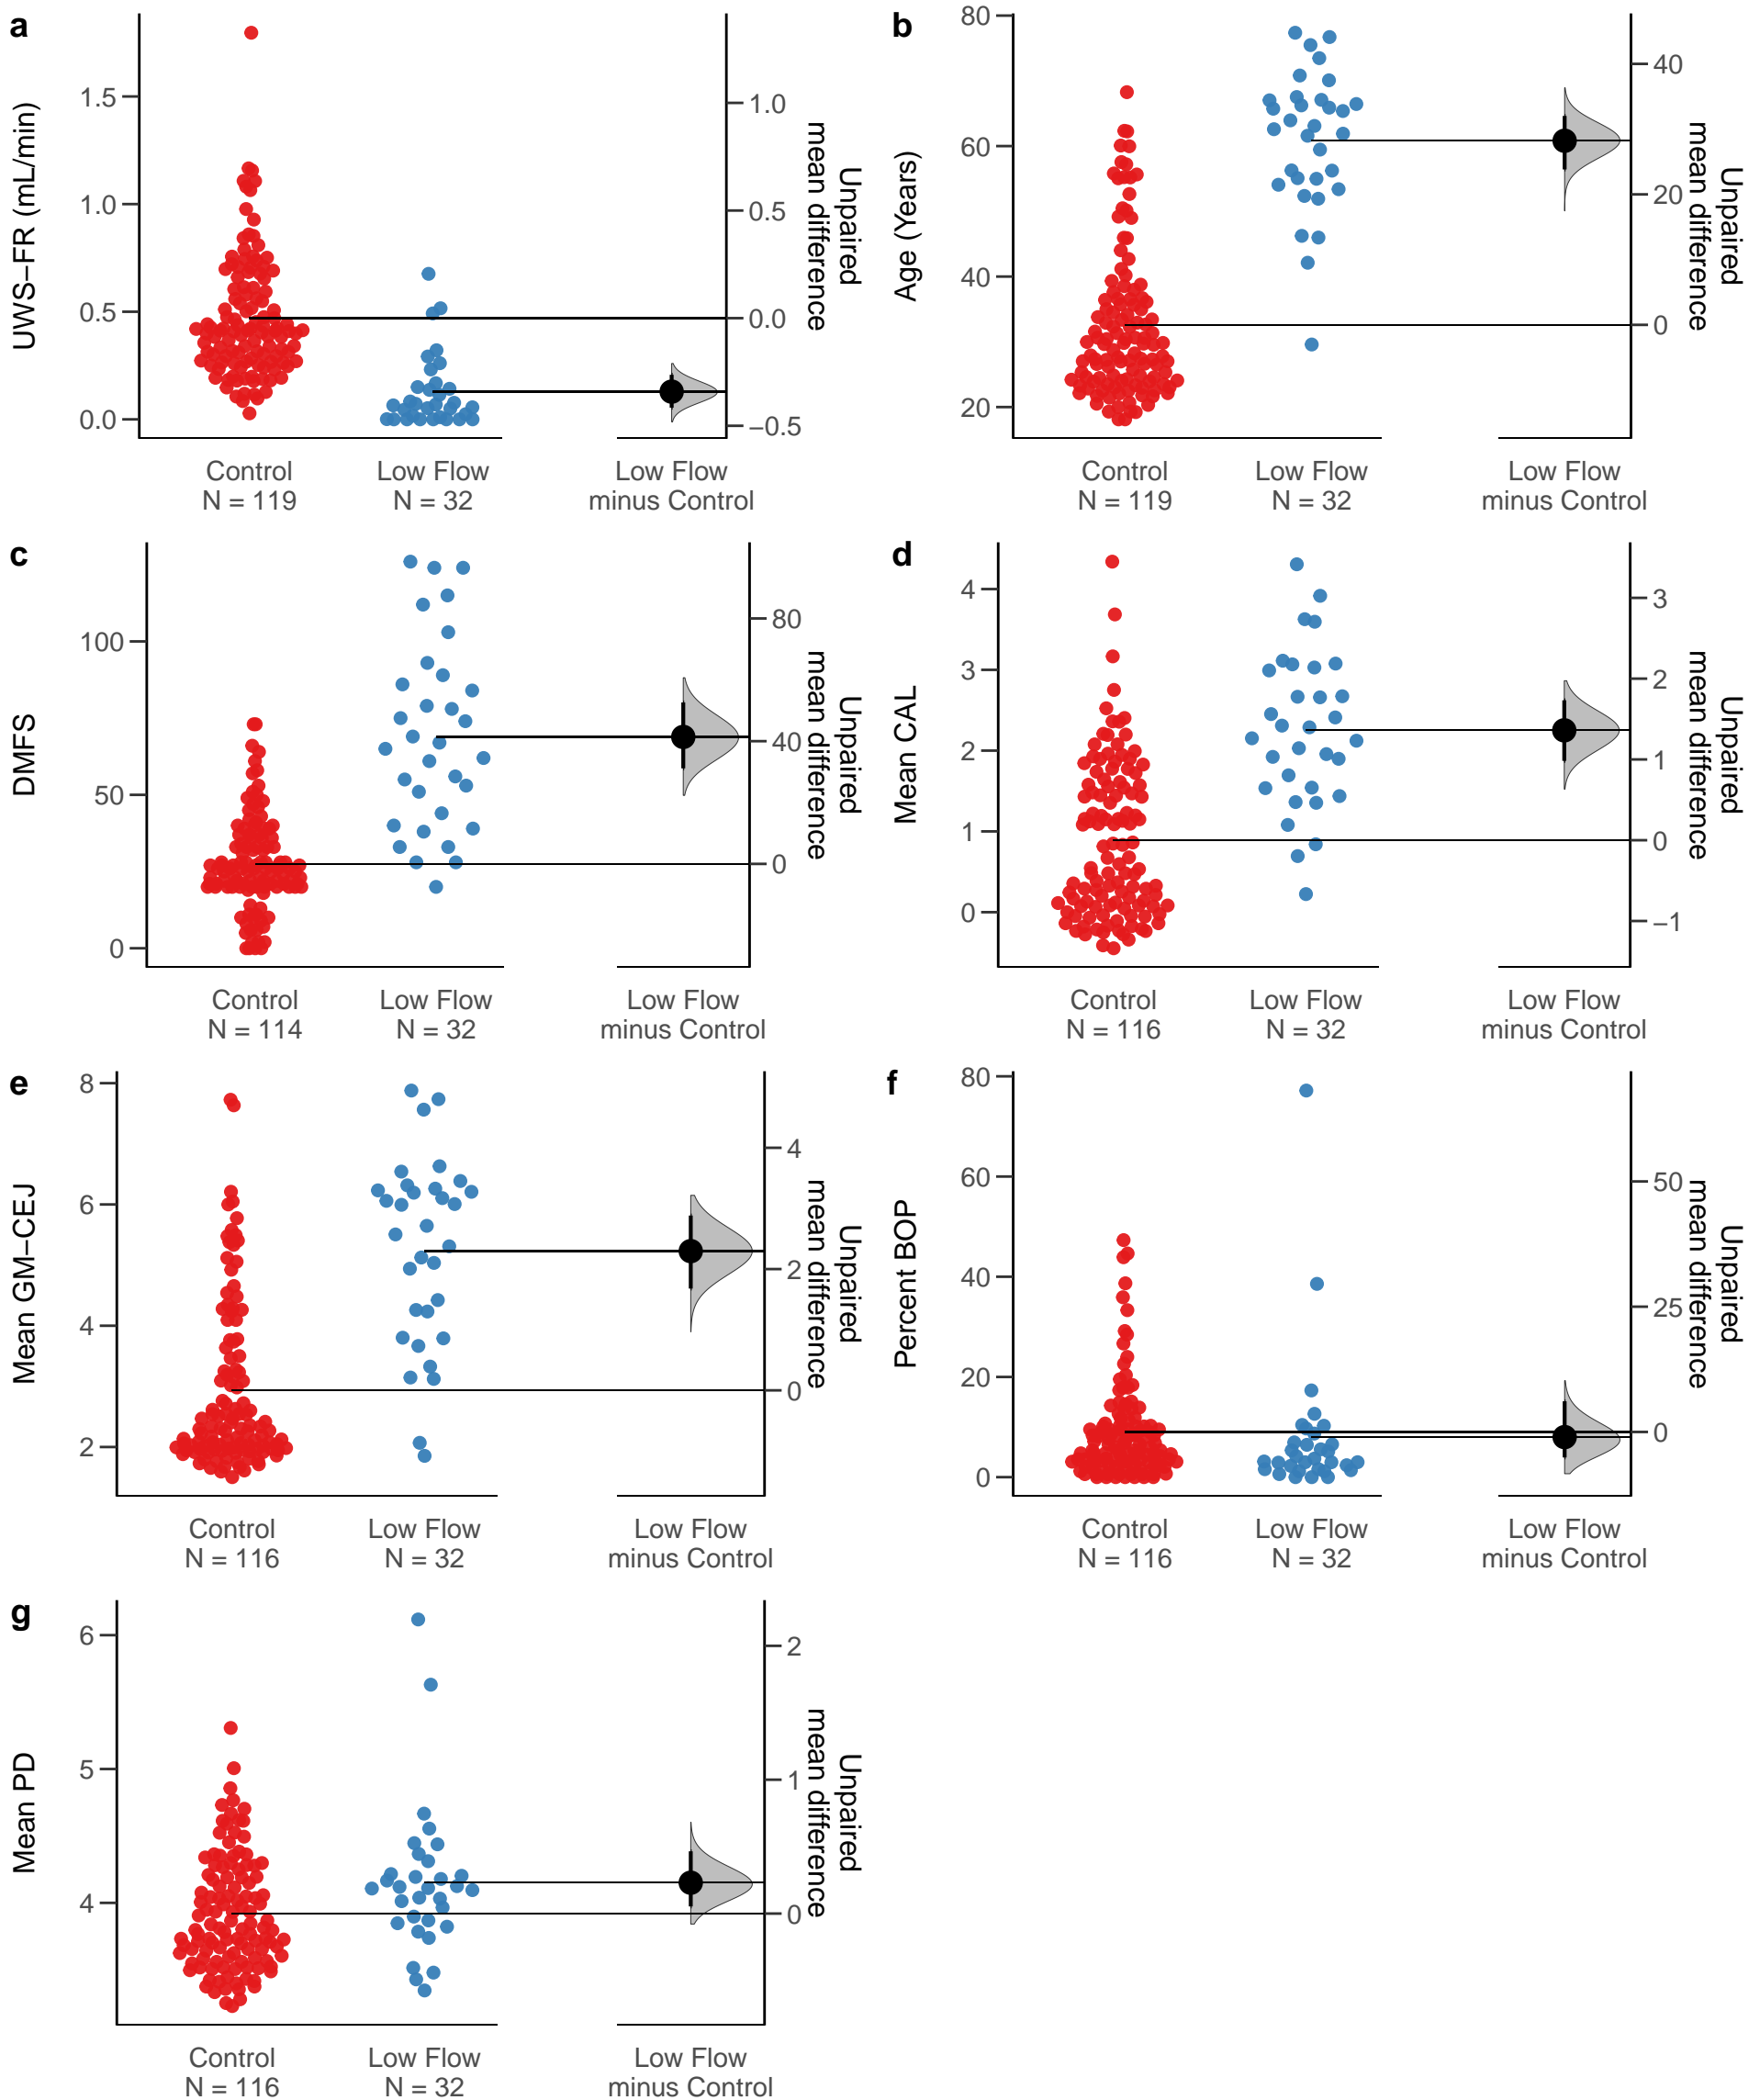 a
UWS−FR (mL/min)
1.5
1.0
0.5
0.0
1.0
0.5
0.0
−0.5
Unpaired
mean difference
Control
N = 119
Low Flow
N = 32
Low Flow
minus Control
b
Age (Years)
80
60
40
20
40
20
0
Unpaired
mean difference
Control
N = 119
Low Flow
N = 32
Low Flow
minus Control
c
DMFS
100
50
0
80
40
0
Unpaired
mean difference
Control
N = 114
Low Flow
N = 32
Low Flow
minus Control
d
Mean CAL
4
3
2
1
0
3
2
1
0
−1
Unpaired
mean difference
Control
N = 116
Low Flow
N = 32
Low Flow
minus Control
e
Mean GM−CEJ
8
6
4
2
4
2
0
Unpaired
mean difference
Control
N = 116
Low Flow
N = 32
Low Flow
minus Control
f
Percent BOP
80
60
40
20
0
50
25
0
Unpaired
mean difference
Control
N = 116
Low Flow
N = 32
Low Flow
minus Control
g
Mean PD
6
5
4
2
1
0
Unpaired
mean difference
Control
N = 116
Low Flow
N = 32
Low Flow
minus Control